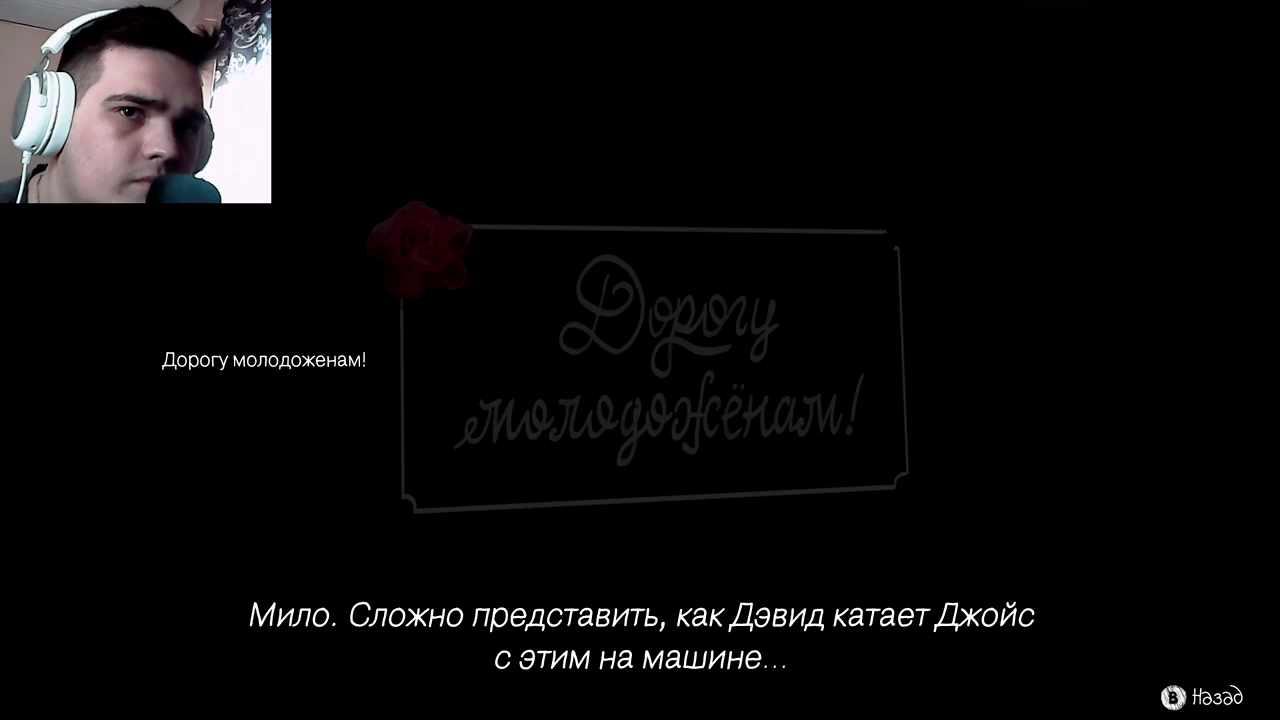 Дорогу
молодожёнам!
Дорогу молодоженам!
Мило. Сложно представить, как Дэвид катает Джойс
с этим на машине...
B Назад